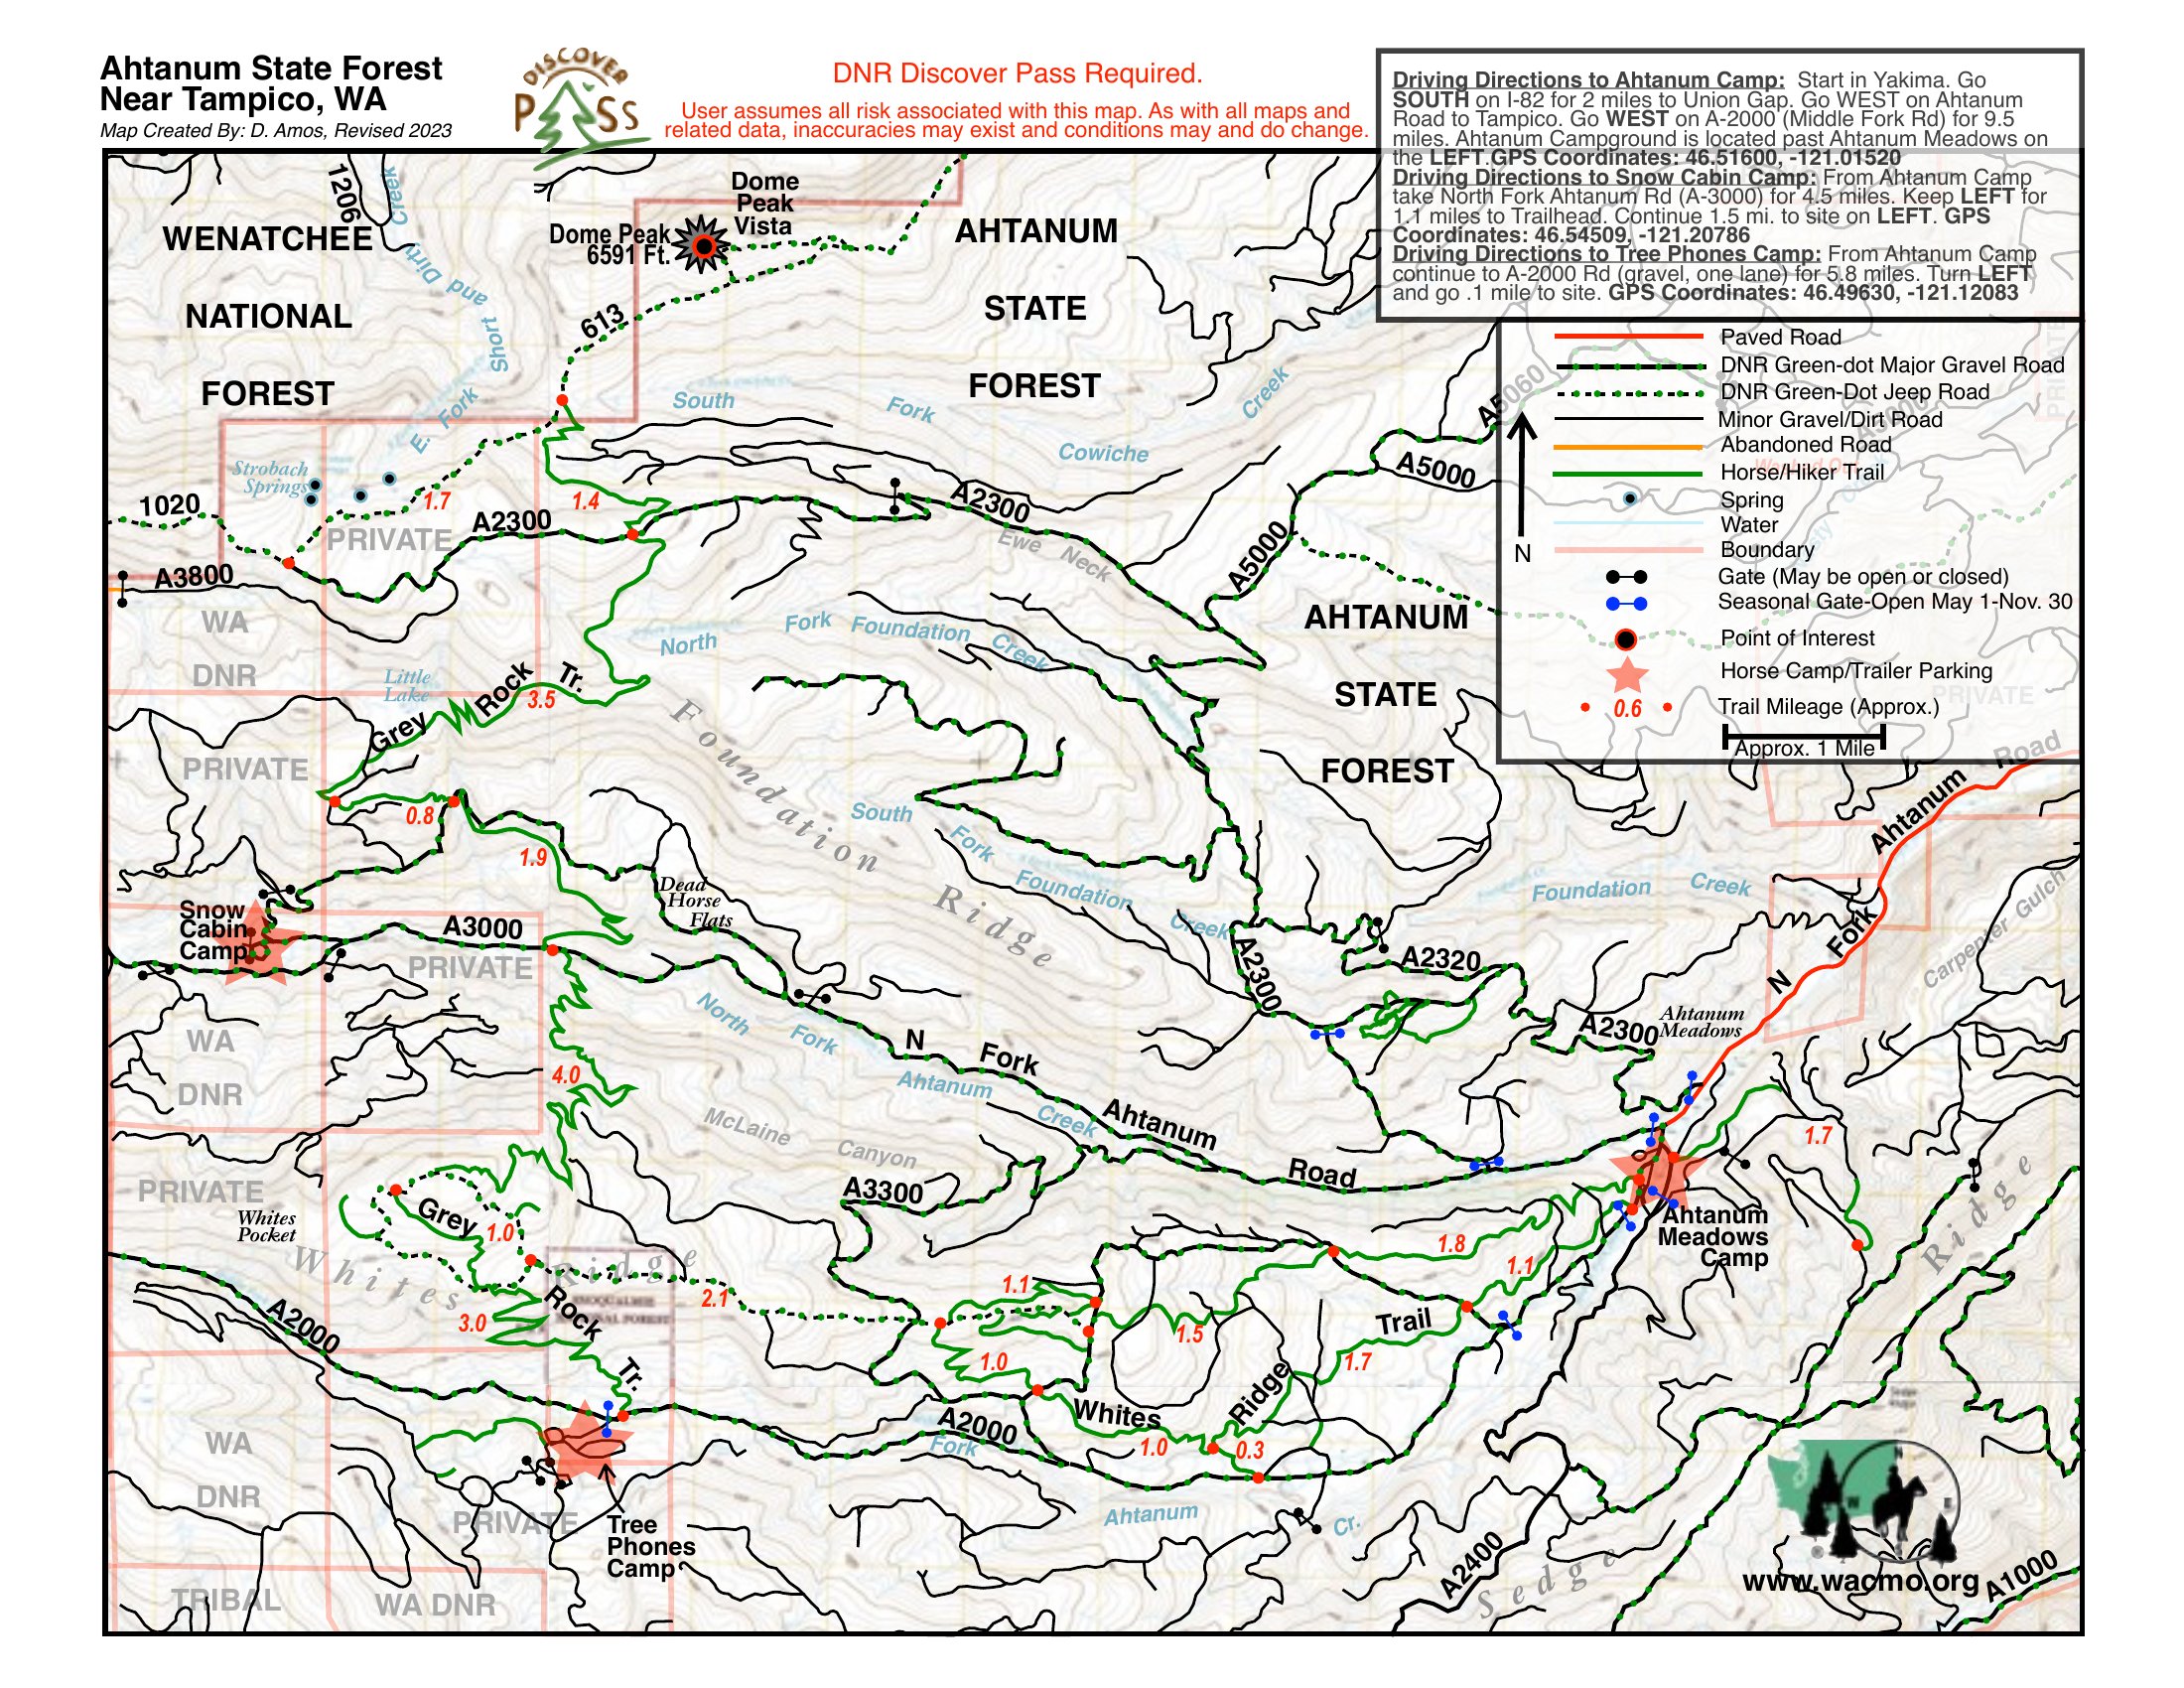 Ahtanum State Forest
Near Tampico, WA
Map Created By: D. Amos, Revised 2023
DISCOVER
PASS
DNR Discover Pass Required.
User assumes all risk associated with this map. As with all maps and
related data, inaccuracies may exist and conditions may and do change.
Driving Directions to Ahtanum Camp: Start in Yakima. Go
SOUTH on I-82 for 2 miles to Union Gap. Go WEST on Ahtanum
Road to Tampico. Go WEST on A-2000 (Middle Fork Rd) for 9.5
miles. Ahtanum Campground is located past Ahtanum Meadows on
the LEFT.GPS Coordinates: 46.51600, -121.01520
Driving Directions to Snow Cabin Camp: From Ahtanum Camp
take North Fork Ahtanum Rd (A-3000) for 4.5 miles. Keep LEFT for
1.1 miles to Trailhead. Continue 1.5 mi. to site on LEFT. GPS
Coordinates: 46.54509, -121.20786
Driving Directions to Tree Phones Camp: From Ahtanum Camp
continue to A-2000 Rd (gravel, one lane) for 5.8 miles. Turn LEFT
and go .1 mile to site. GPS Coordinates: 46.49630, -121.12083
Paved Road
DNR Green-dot Major Gravel Road
DNR Green-Dot Jeep Road
Minor Gravel/Dirt Road
Abandoned Road
Horse/Hiker Trail
Spring
Water
Boundary
Gate (May be open or closed)
Seasonal Gate-Open May 1-Nov. 30
Point of Interest
Horse Camp/Trailer Parking
0.6
Trail Mileage (Approx.)
Approx. 1 Mile
N
A5060
PRIVATE
PRIVATE
1206
Creek
Dirty
and
Short
Fork
E.
WENATCHEE
NATIONAL
FOREST
Dome
Peak
Vista
Dome Peak
6591 Ft.
AHTANUM
STATE
FOREST
613
South
Fork
Cowiche
Creek
A5000
A5000
Strobach
Springs
1020
1.7
1.4
A2300
A2300
PRIVATE
Ewe Neck
A3800
WA
DNR
North
Fork Foundation
Creek
AHTANUM
STATE
FOREST
Little
Lake
Grey
Rock
Tr.
3.5
Foundation
Ridge
PRIVATE
0.8
1.9
South
Fork
Foundation
Creek
Foundation
Creek
Ahtanum
Road
Fork
N
Carpenter Gulch
Dead
Horse
Flats
Snow
Cabin
Camp
A3000
PRIVATE
A2300
A2320
A2300
Ahtanum
Meadows
North
Fork
Ahtanum
Creek
N
Fork
Ahtanum
Road
WA
DNR
4.0
McLaine
Canyon
1.7
A3300
PRIVATE
Whites
Pocket
Grey
1.0
Whites
Ridge
Rock
Tr.
3.0
2.1
1.1
1.0
1.5
1.8
1.1
1.7
Ahtanum
Meadows
Camp
Ridge
A2000
Trail
Ridge
Whites
1.0
0.3
A2000
Fork
Ahtanum
Cr.
WA
DNR
PRIVATE
Tree
Phones
Camp
A2400
Sedge
TRIBAL
WA DNR
N
W
E
www.wacmo.org
A1000